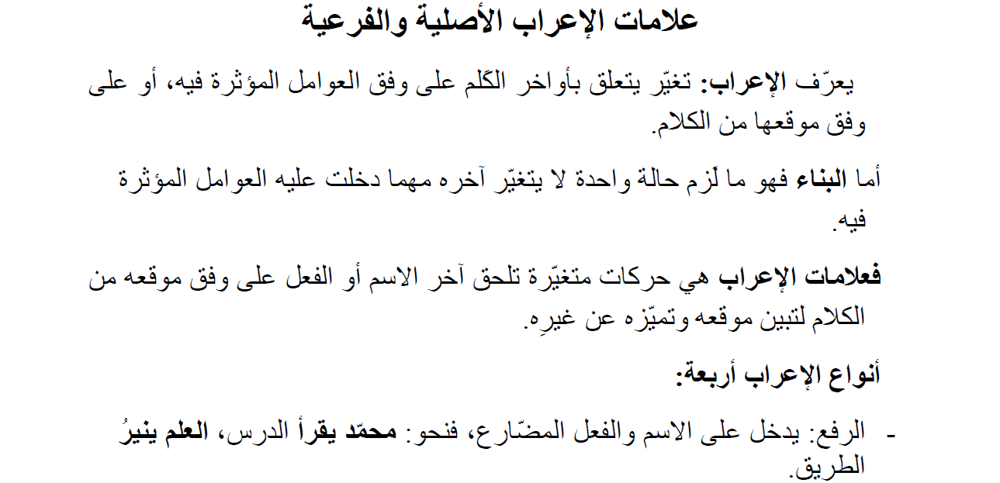 علامات الإعراب الأصلية والفرعية
يعرّف الإعراب: تغيّر يتعلق بأواخر الكَلم على وفق العوامل المؤثرة فيه، أو على
وفق موقعها من الكلام.
أما البناء فهو ما لَزم حالة واحدة لا يتغيّر آخره مهما دخلت عليه العوامل المؤثرة
فيه.
فعلامات الإعراب هي حركات متغيّرة تلحق آخر الاسم أو الفعل على وفق موقعه من
الكلام لتبين موقعه وتميّزه عن غيرِه.
أنواع الإعراب أربعة:
- الرفع: يدخل على الاسم والفعل المضّارع، فنحو: محمّد يقرأ الدرس، العلم ينيرُ
الطريق.